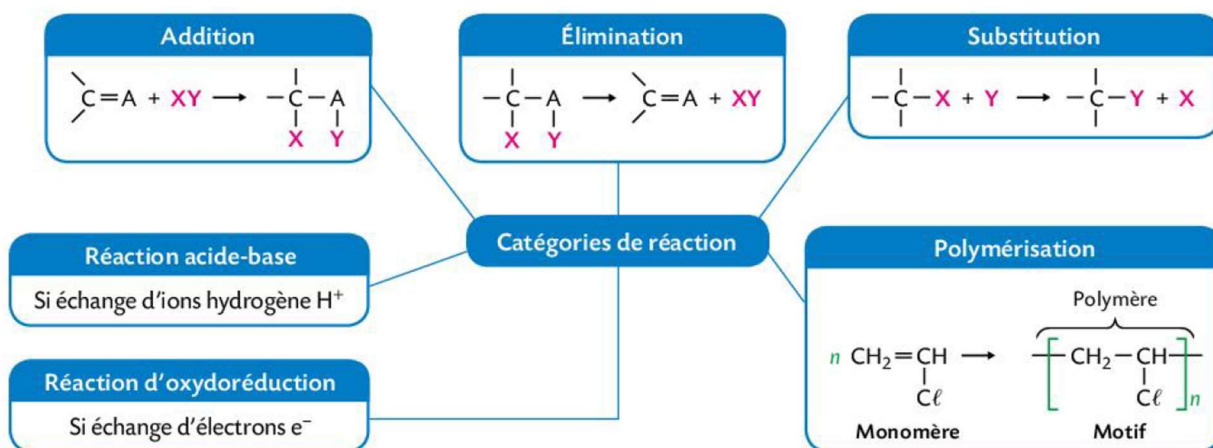 Addition
C=A + XY → – C – A
X Y
Élimination
– C – A → C=A + XY
X Y
Substitution
– C – X + Y → – C – Y + X
Catégories de réaction
Réaction acide-base
Si échange d'ions hydrogène H⁺
Réaction d'oxydoréduction
Si échange d'électrons e⁻
Polymérisation
Polymère
n CH₂=CH → [ CH₂ – CH ]n
Cℓ Cℓ
Monomère Motif